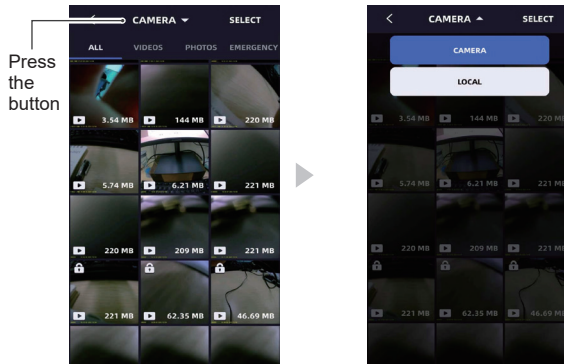 Press
the
button
CAMERA
SELECT
ALL VIDEOS PHOTOS EMERGENCY
3.54 MB 144 MB 220 MB
5.74 MB 6.21 MB 221 MB
220 MB 209 MB 221 MB
221 MB 62.35 MB 46.69 MB
CAMERA
SELECT
CAMERA
LOCAL
3.54 MB 144 MB 220 MB
5.74 MB 6.21 MB 221 MB
220 MB 209 MB 221 MB
221 MB 62.35 MB 46.69 MB